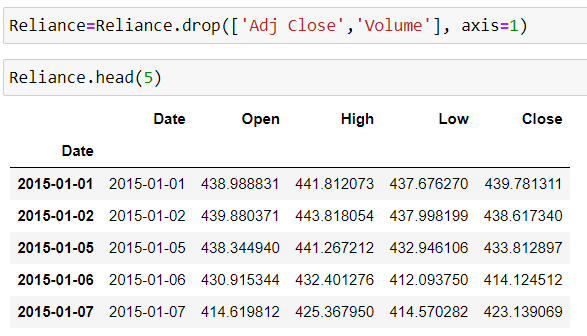 Reliance=Reliance.drop(['Adj Close','Volume'], axis=1)
Reliance.head(5)
Date Open High Low Close
Date
2015-01-01 2015-01-01 438.988831 441.812073 437.676270 439.781311
2015-01-02 2015-01-02 439.880371 443.818054 437.998199 438.617340
2015-01-05 2015-01-05 438.344940 441.267212 432.946106 433.812897
2015-01-06 2015-01-06 430.915344 432.401276 412.093750 414.124512
2015-01-07 2015-01-07 414.619812 425.367950 414.570282 423.139069